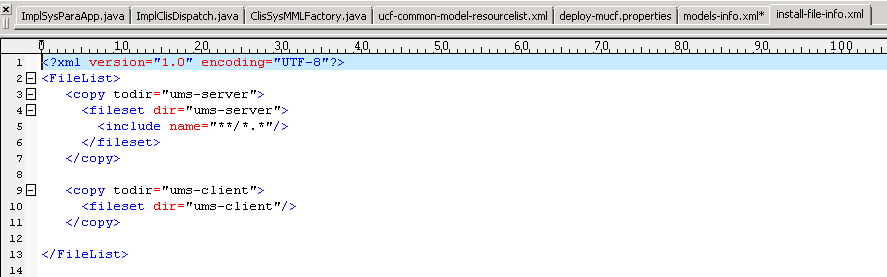 ImplSysParaApp.java ImplClisDispatch.java ClisSysMMLFactory.java ucf-common-model-resourcelist.xml deploy-mucf.properties models-info.xml* install-file-info.xml
0 10 20 30 40 50 60 70 80 90 100
1 <?xml version="1.0" encoding="UTF-8"?>
2 <FileList>
3 <copy todir="ums-server">
4 <fileset dir="ums-server">
5 <include name="**/*.*"/>
6 </fileset>
7 </copy>
8
9 <copy todir="ums-client">
10 <fileset dir="ums-client"/>
11 </copy>
12
13 </FileList>
14